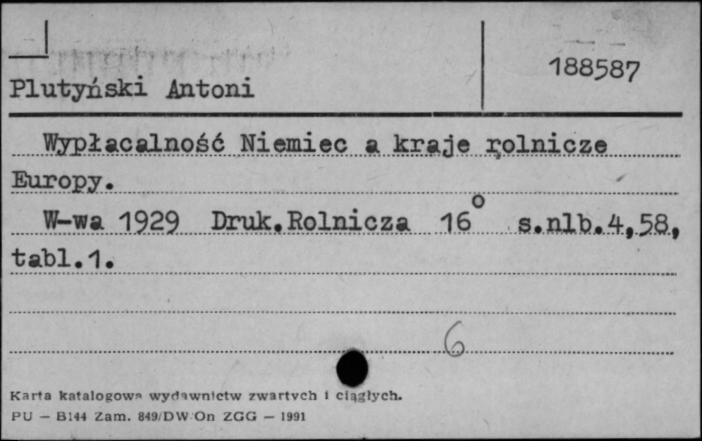 188587
Plutyński Antoni
Wypłacalność Niemiec a kraje rolnicze
Europy.
W-wa 1929 Druk.Rolnicza 16° s.nlb.4,58,
tabl.1.
6
Karta katalogowa wydawnictw zwartych i ciągłych.
PU — B144 Zam. 849/DW/On ZGG — 1991